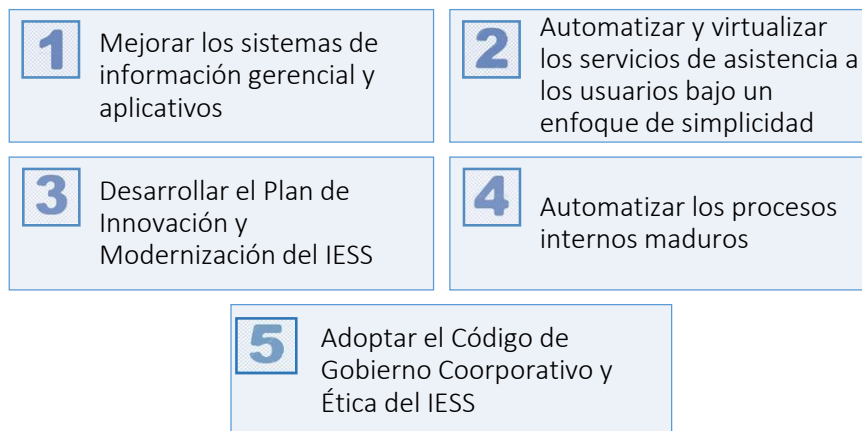 1
Mejorar los sistemas de
información gerencial y
aplicativos
2
Automatizar y virtualizar
los servicios de asistencia a
los usuarios bajo un
enfoque de simplicidad
3
Desarrollar el Plan de
Innovación y
Modernización del IESS
4
Automatizar los procesos
internos maduros
5
Adoptar el Código de
Gobierno Coorporativo y
Ética del IESS